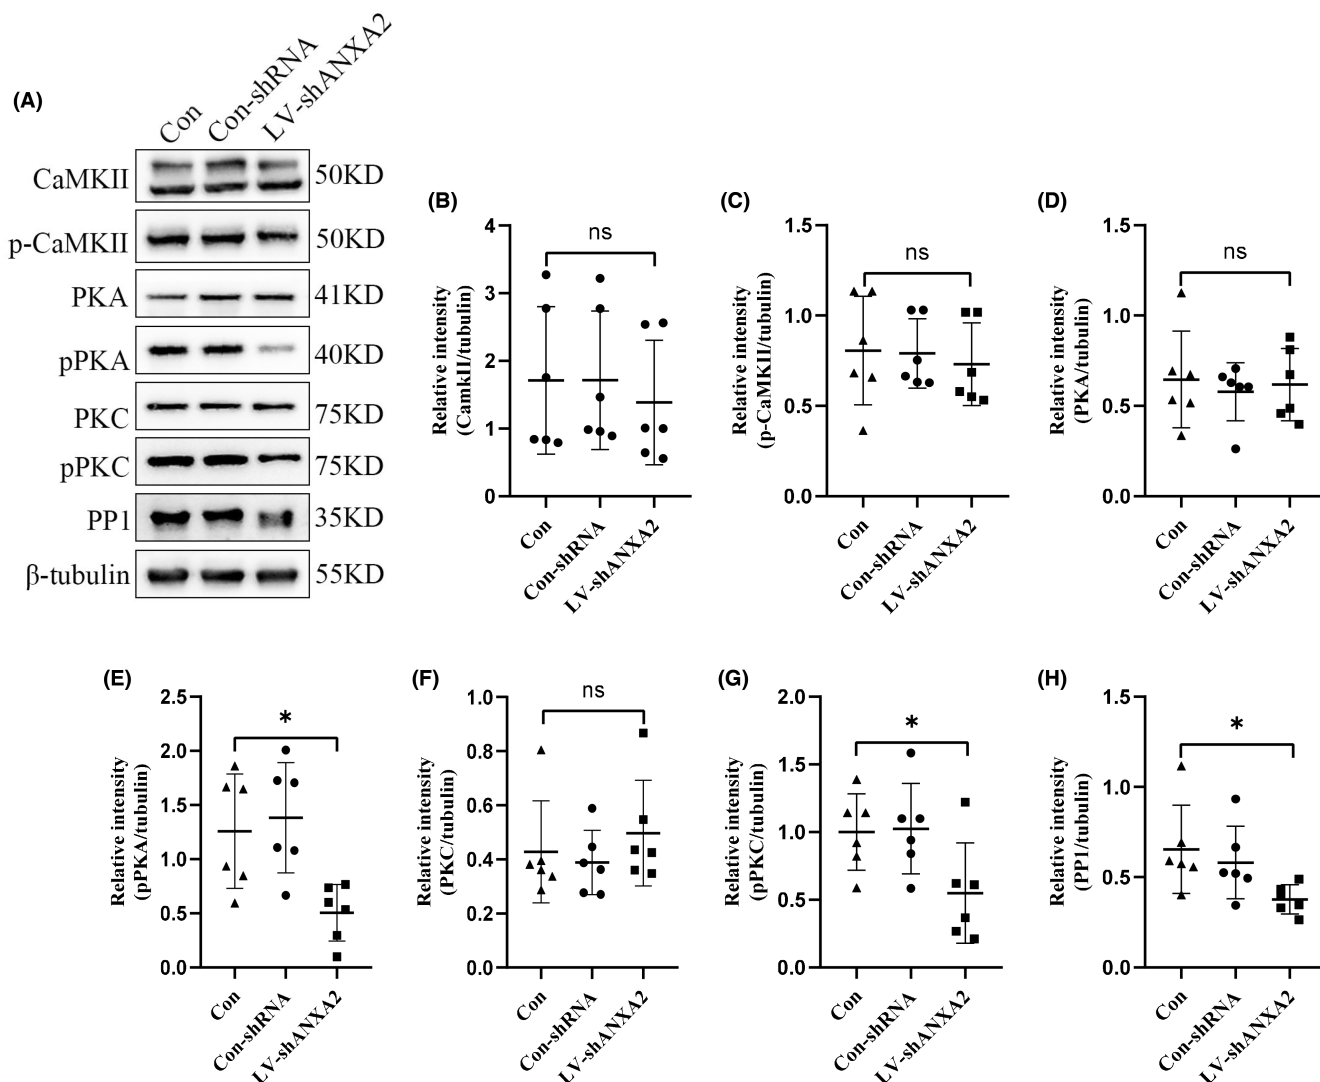 (A)
Con
Con-shRNA
LV-shANXA2
CaMKII 50KD
p-CaMKII 50KD
PKA 41KD
pPKA 40KD
PKC 75KD
pPKC 75KD
PP1 35KD
β-tubulin 55KD
(B)
Relative intensity
(CamkII/tubulin)
4
3
2
1
0
ns
Con
Con-shRNA
LV-shANXA2
(C)
Relative intensity
(p-CaMKII/tubulin)
1.5
1.0
0.5
0.0
ns
Con
Con-shRNA
LV-shANXA2
(D)
Relative intensity
(PKA/tubulin)
1.5
1.0
0.5
0.0
ns
Con
Con-shRNA
LV-shANXA2
(E)
Relative intensity
(pPKA/tubulin)
2.5
2.0
1.5
1.0
0.5
0.0
*
Con
Con-shRNA
LV-shANXA2
(F)
Relative intensity
(PKC/tubulin)
1.0
0.8
0.6
0.4
0.2
0.0
ns
Con
Con-shRNA
LV-shANXA2
(G)
Relative intensity
(pPKC/tubulin)
2.0
1.5
1.0
0.5
0.0
*
Con
Con-shRNA
LV-shANXA2
(H)
Relative intensity
(PP1/tubulin)
1.5
1.0
0.5
0.0
*
Con
Con-shRNA
LV-shANXA2